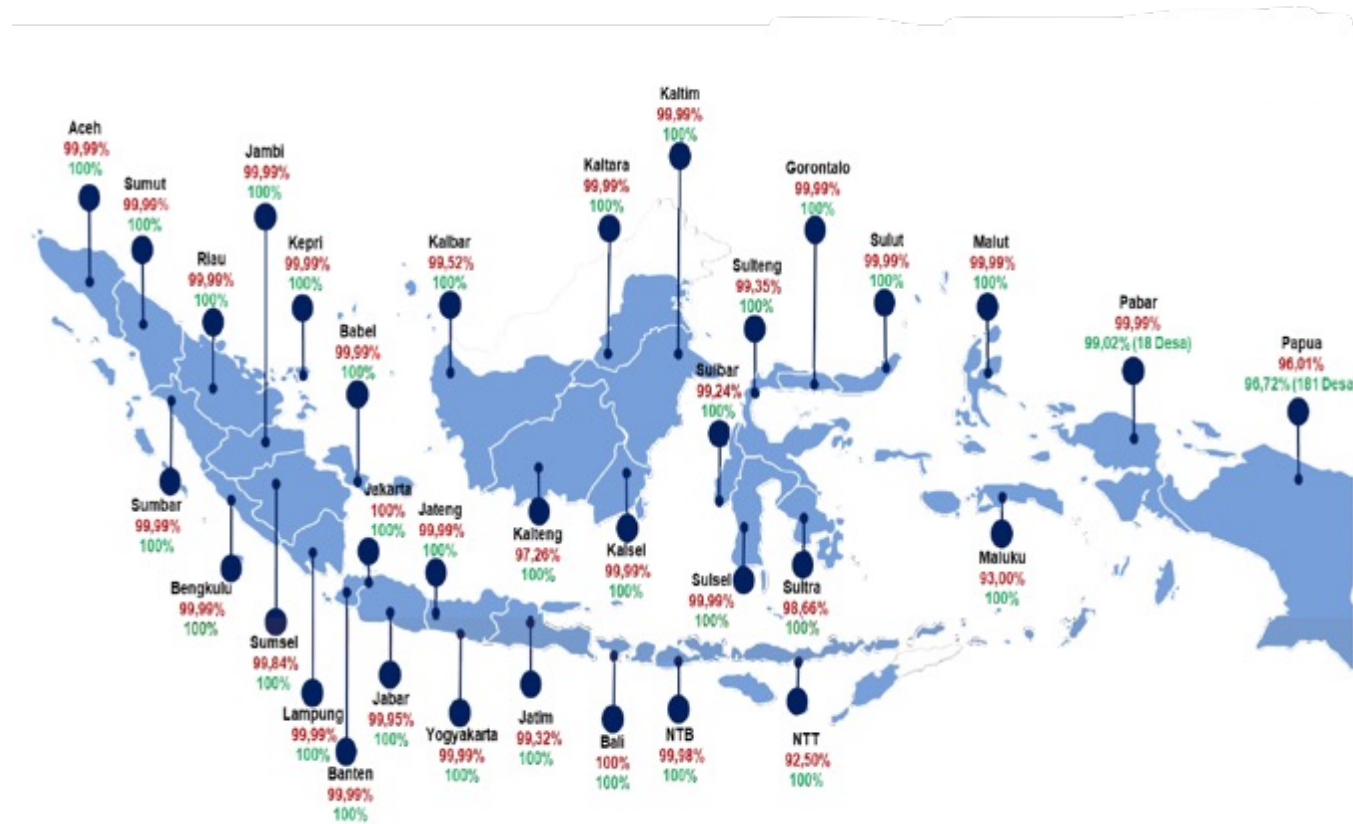 Kaltim
99,99%
100%
Aceh
99,99%
100%
Jambi
99,99%
100%
Kaltara
99,99%
100%
Gorontalo
99,99%
100%
Sumut
99,99%
100%
Kepri
99,99%
100%
Kalbar
99,52%
100%
Sulut
99,99%
100%
Malut
99,99%
100%
Riau
99,99%
100%
Sulteng
99,35%
100%
Pabar
99,99%
99,02% (18 Desa)
Papua
96,01%
96,72% (181 Desa
Babel
99,99%
100%
Sulbar
99,24%
100%
Jakarta
100%
100%
Jateng
99,99%
100%
Sumbar
99,99%
100%
Kalteng
97,26%
100%
Kalsel
99,99%
100%
Maluku
93,00%
100%
Bengkulu
99,99%
100%
Sulsel
99,99%
100%
Sultra
98,66%
100%
Sumsel
99,84%
100%
Lampung
99,99%
100%
Jabar
99,95%
100%
Yogyakarta
99,99%
100%
Jatim
99,32%
100%
Bali
100%
100%
NTB
99,98%
100%
NTT
92,50%
100%
Banten
99,99%
100%